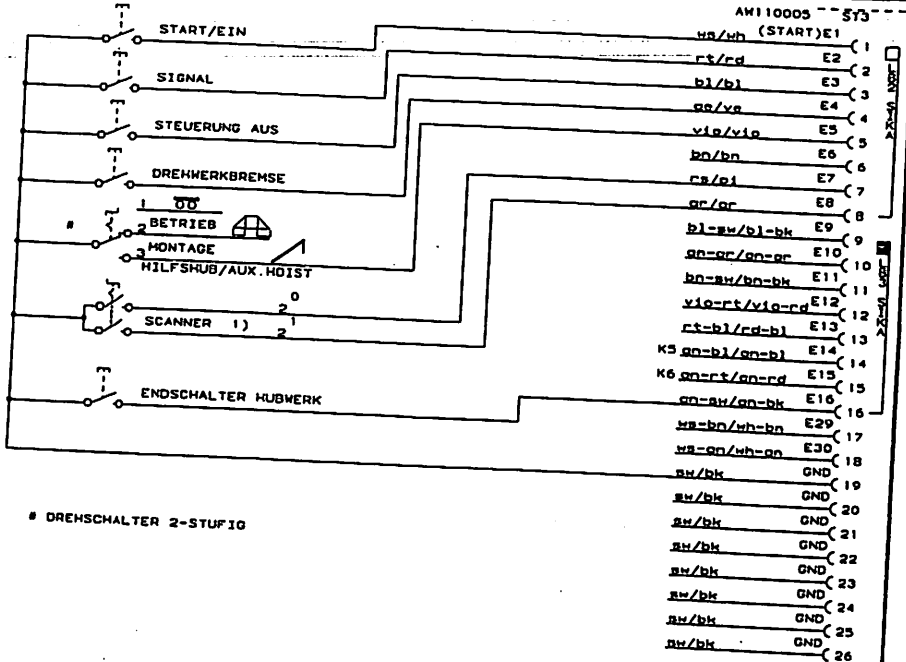 AW110005 ST3
START/EIN
ws/wh (START)E1 1
rt/rd E2 2
SIGNAL
bl/bl E3 3
ge/ye E4 4
STEUERUNG AUS
vio/vio E5 5
bn/bn E6 6
DREHWERKBREMSE
rs/pi E7 7
gr/gr E8 8
# 1
2 BETRIEB
bl-sw/bl-bk E9 9
3 MONTAGE
gn-gr/gn-gr E10 10
HILFSHUB/AUX.HOIST
bn-sw/bn-bk E11 11
2 0
vio-rt/vio-rd E12 12
SCANNER 1) 2 1
rt-bl/rd-bl E13 13
K5 gn-bl/gn-bl E14 14
K6 gn-rt/gn-rd E15 15
ENDSCHALTER HUBWERK
gn-sw/gn-bk E16 16
ws-bn/wh-bn E29 17
ws-gn/wh-gn E30 18
sw/bk GND 19
sw/bk GND 20
# DREHSCHALTER 2-STUFIG
sw/bk GND 21
sw/bk GND 22
sw/bk GND 23
sw/bk GND 24
sw/bk GND 25
sw/bk GND 26